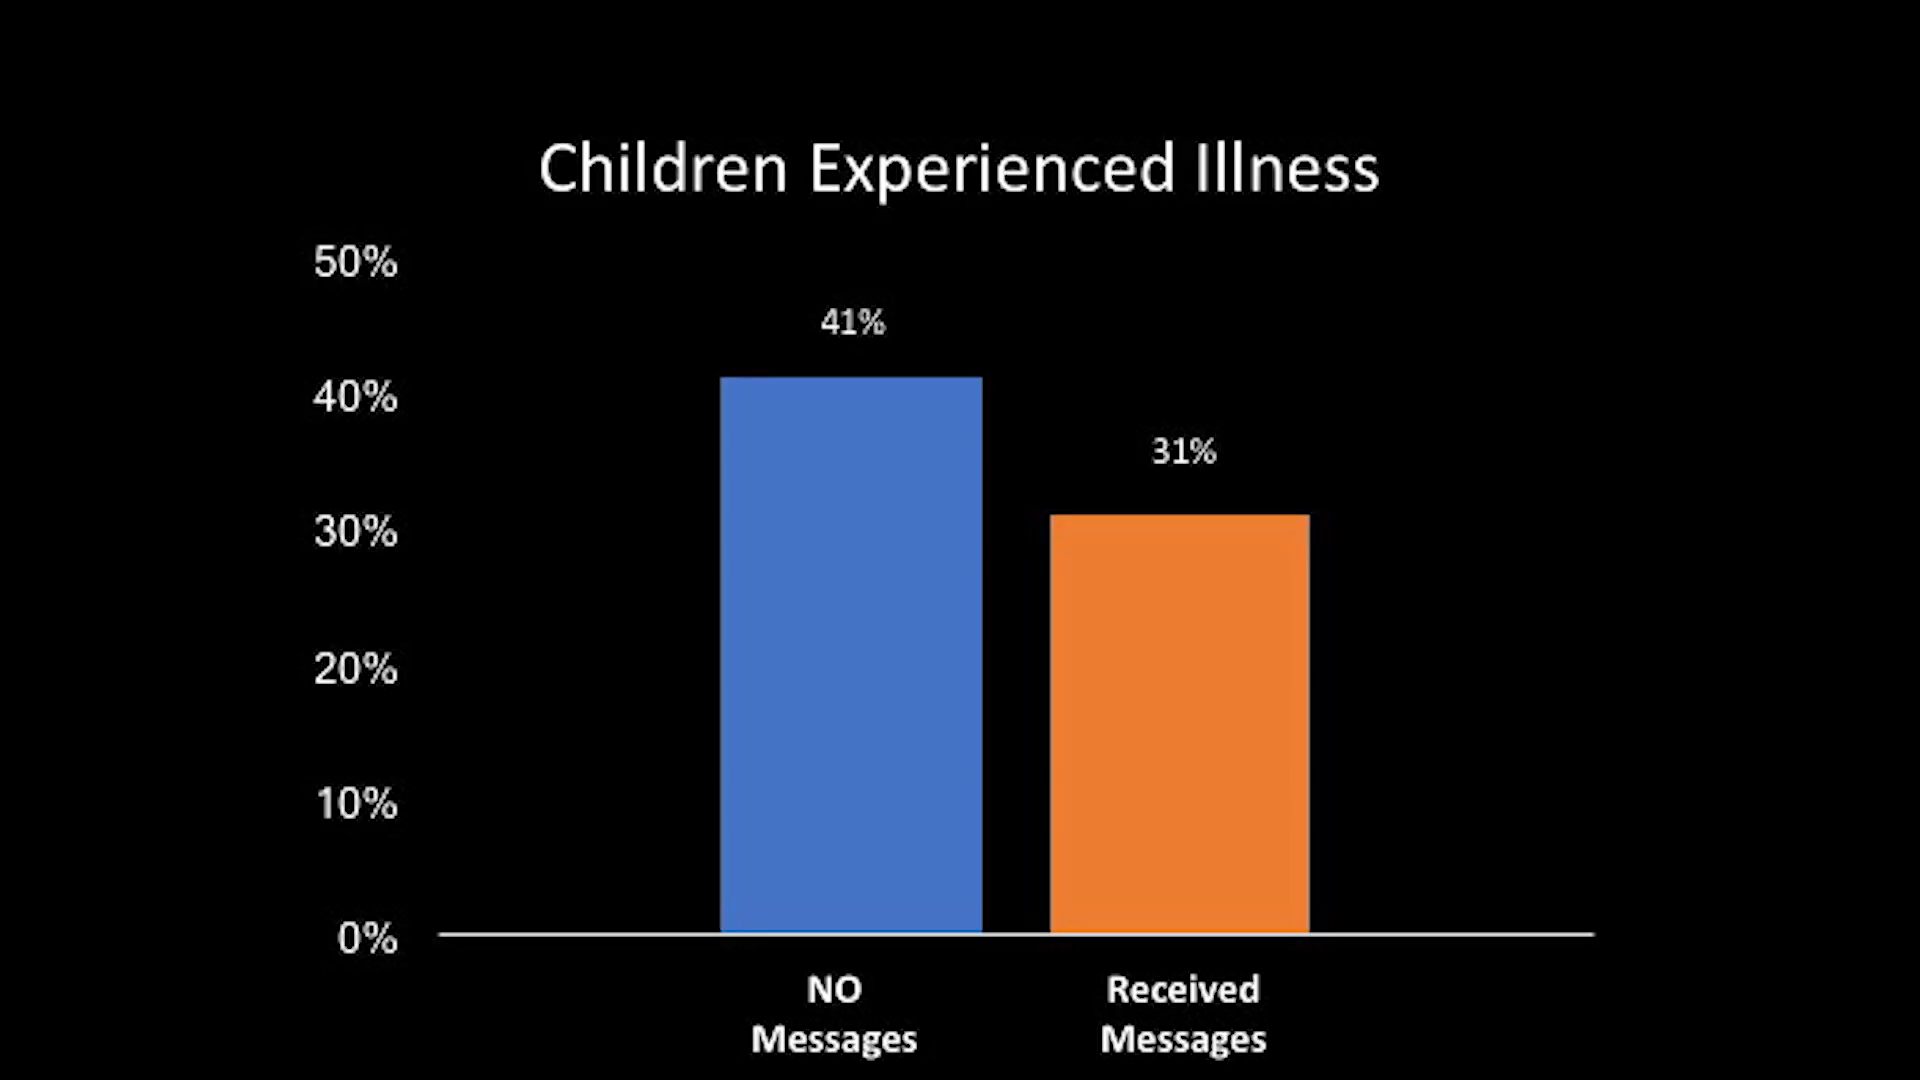 Children Experienced Illness
50%
41%
40%
31%
30%
20%
10%
0%
NO
Messages
Received
Messages